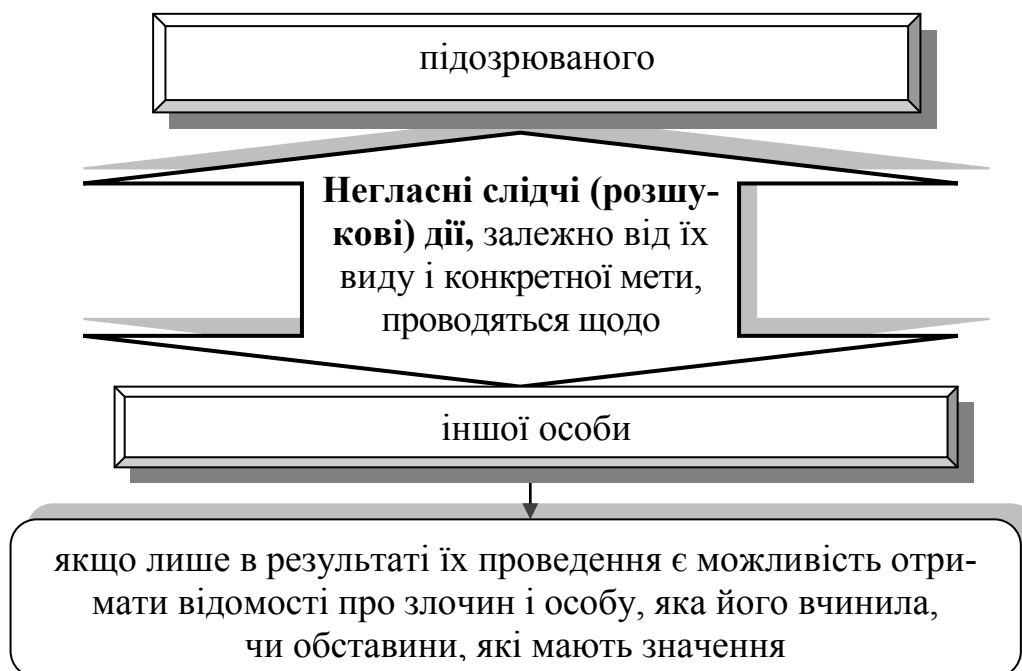 підозрюваного
Негласні слідчі (розшу-
кові) дії, залежно від їх
виду і конкретної мети,
проводяться щодо
іншої особи
якщо лише в результаті їх проведення є можливість отри-
мати відомості про злочин і особу, яка його вчинила,
чи обставини, які мають значення